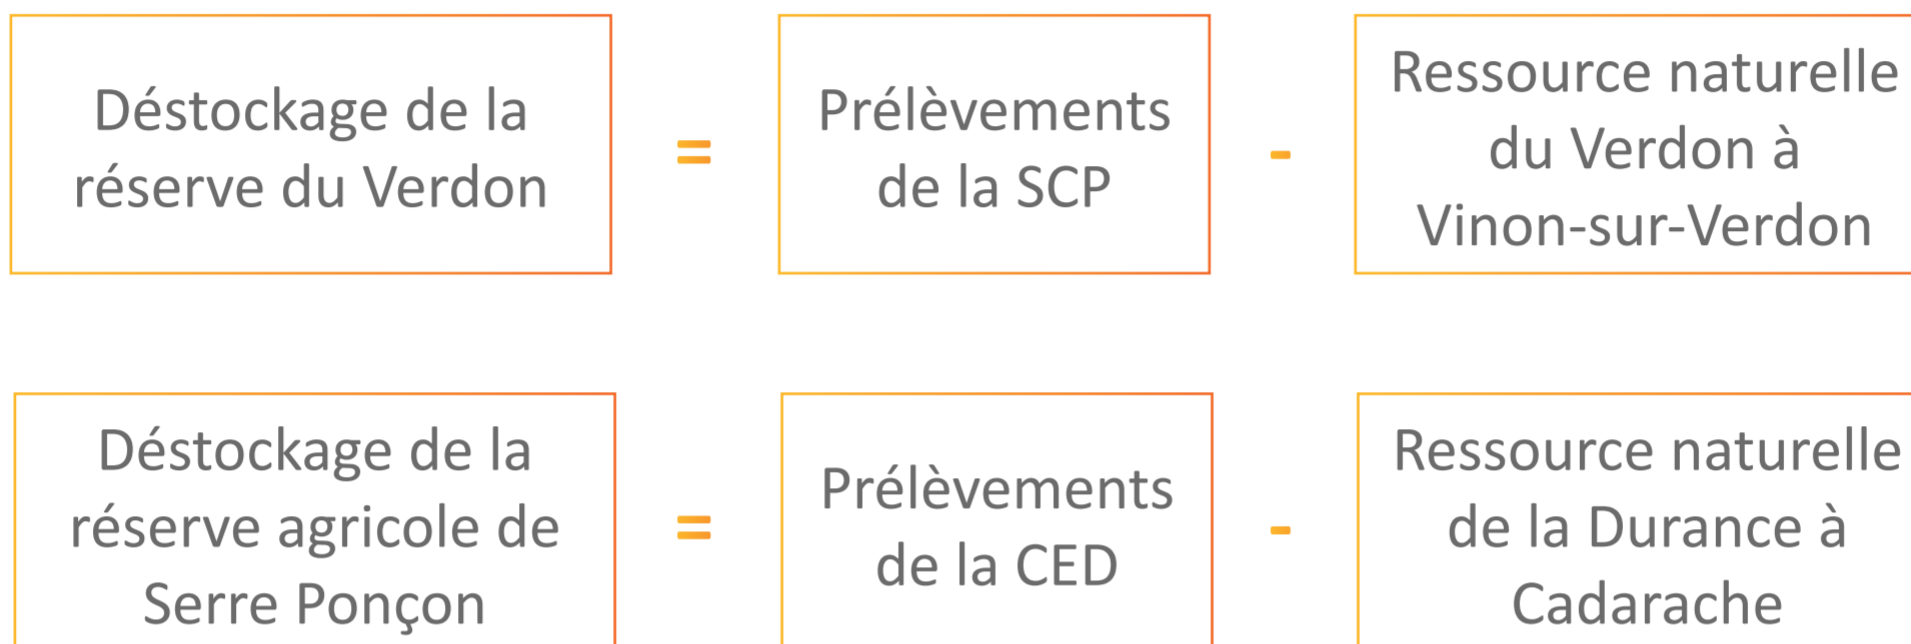 Déstockage de la
réserve du Verdon
=
Prélèvements
de la SCP
-
Ressource naturelle
du Verdon à
Vinon-sur-Verdon
Déstockage de la
réserve agricole de
Serre Ponçon
=
Prélèvements
de la CED
-
Ressource naturelle
de la Durance à
Cadarache